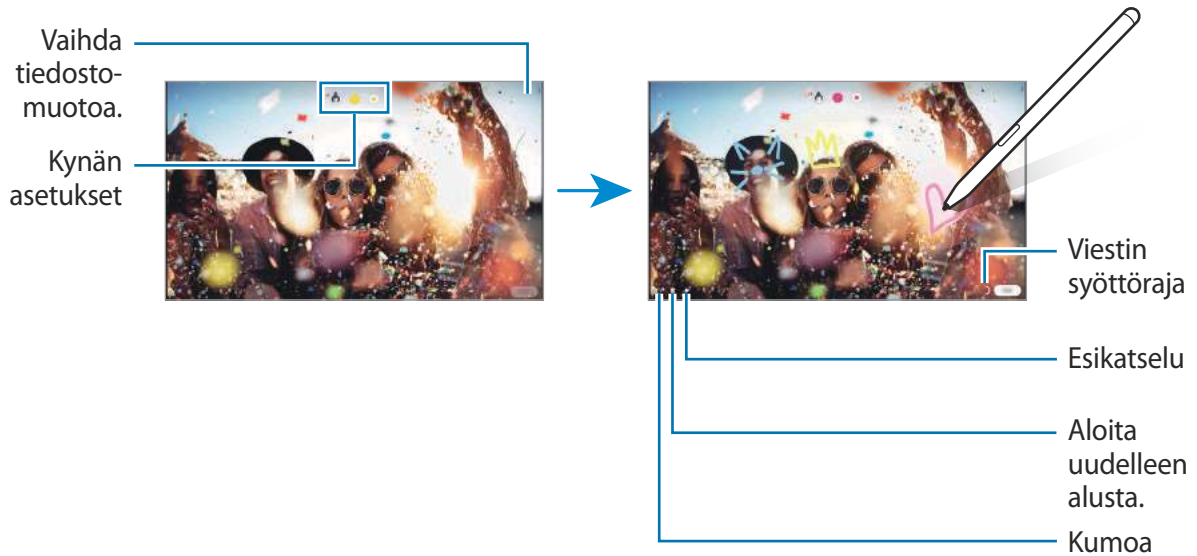 Vaihda
tiedosto-
muotoa.
Kynän
asetukset
Viestin
syöttöraja
Esikatselu
Aloita
uudelleen
alusta.
Kumoa